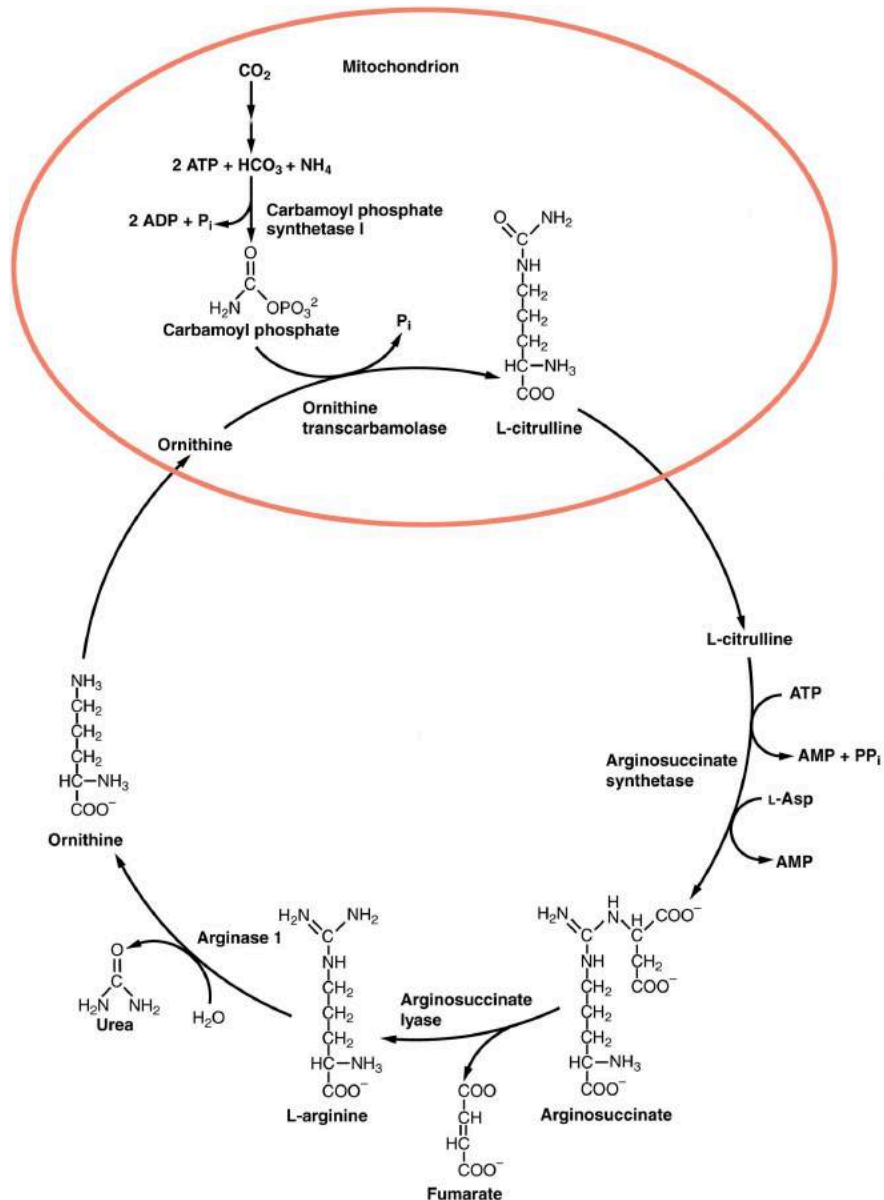 CO2
Mitochondrion
2 ATP + HCO3 + NH4
2 ADP + Pi
Carbamoyl phosphate
synthetase I
O
C
H2N
OPO3 2
Carbamoyl phosphate
Pi
O
NH2
C
NH
CH2
CH2
CH2
HC—NH3
COO
L-citrulline
Ornithine
transcarbamolase
Ornithine
L-citrulline
ATP
AMP + PPi
Arginosuccinate
synthetase
L-Asp
AMP
NH3
CH2
CH2
CH2
HC—NH3
COO−
Ornithine
H2N
H
N
COO−
C
CH
NH
CH2
COO−
CH2
CH2
CH2
CH—NH3
COO−
Arginosuccinate
Arginosuccinate
lyase
COO
CH
HC
COO−
Fumarate
H2N
NH2
C
NH
CH2
CH2
CH2
CH—NH3
COO−
L-arginine
Arginase 1
H2O
O
C
H2N
NH2
Urea